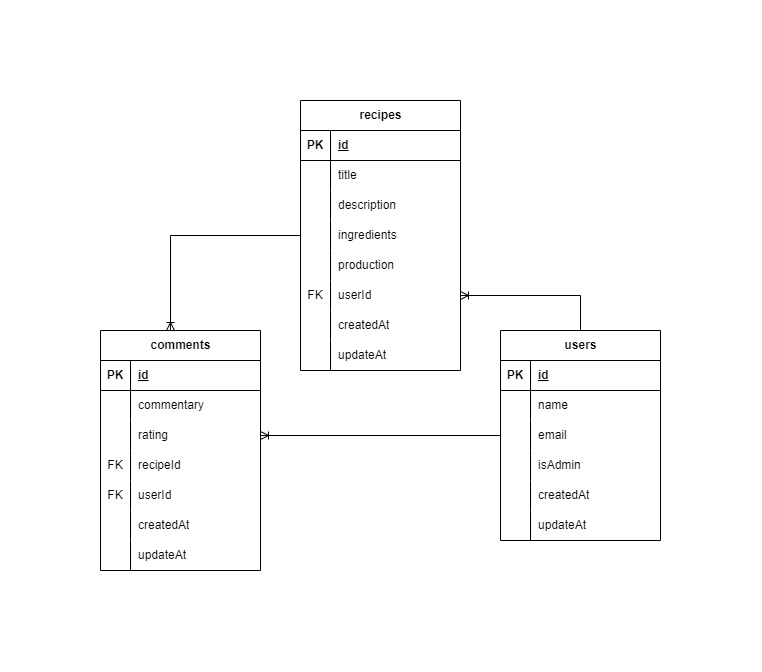 recipes
PK id
title
description
ingredients
production
FK userId
createdAt
updateAt
comments
PK id
commentary
rating
FK recipeId
FK userId
createdAt
updateAt
users
PK id
name
email
isAdmin
createdAt
updateAt